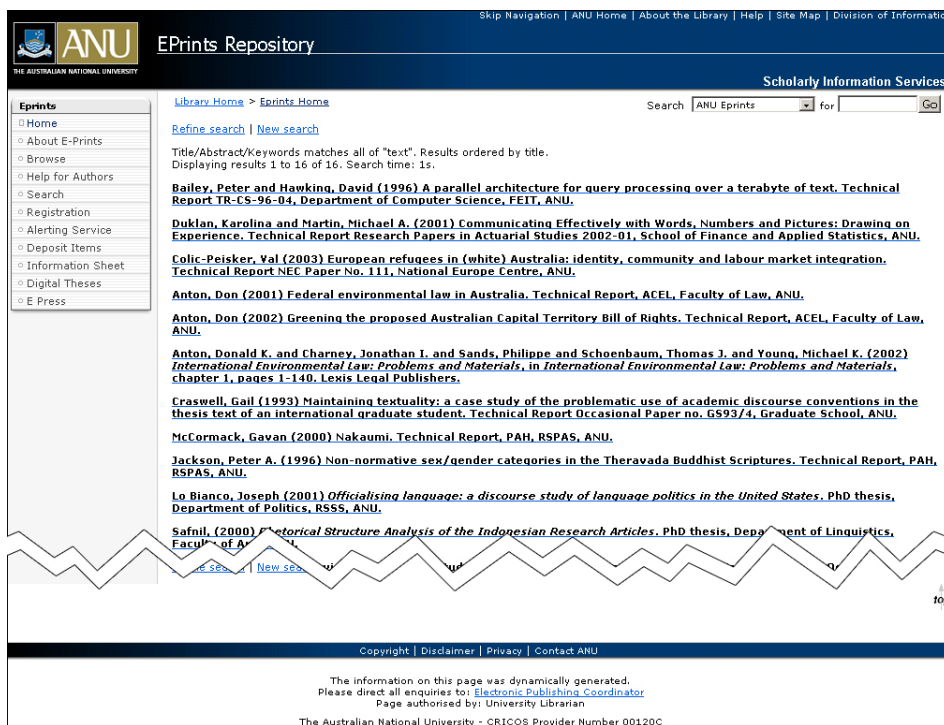 Skip Navigation | ANU Home | About the Library | Help | Site Map | Division of
ANU
THE AUSTRALIAN NATIONAL UNIVERSITY
EPrints Repository
Scholarly Information Services
Eprints
Home
About E-Prints
Browse
Help for Authors
Search
Registration
Alerting Service
Deposit Items
Information Sheet
Digital Theses
E Press
Library Home > Eprints Home
Search ANU Eprints for Go
Refine search | New search
Title/Abstract/Keywords matches all of "text". Results ordered by title.
Displaying results 1 to 16 of 16. Search time: 1s.
Bailey, Peter and Hawking, David (1996) A parallel architecture for query processing over a terabyte of text. Technical
Report TR-CS-96-04, Department of Computer Science, FEIT, ANU.
Duklan, Karolina and Martin, Michael A. (2001) Communicating Effectively with Words, Numbers and Pictures: Drawing on
Experience. Technical Report Research Papers in Actuarial Studies 2002-01, School of Finance and Applied Statistics, ANU.
Colic-Peisker, Val (2003) European refugees in (white) Australia: identity, community and labour market integration.
Technical Report NEC Paper No. 111, National Europe Centre, ANU.
Anton, Don (2001) Federal environmental law in Australia. Technical Report, ACEL, Faculty of Law, ANU.
Anton, Don (2002) Greening the proposed Australian Capital Territory Bill of Rights. Technical Report, ACEL, Faculty of Law,
ANU.
Anton, Donald K. and Charney, Jonathan I. and Sands, Philippe and Schoenbaum, Thomas J. and Young, Michael K. (2002)
International Environmental Law: Problems and Materials, in International Environmental Law: Problems and Materials,
chapter 1, pages 1-140. Lexis Legal Publishers.
Craswell, Gail (1993) Maintaining textuality: a case study of the problematic use of academic discourse conventions in the
thesis text of an international graduate student. Technical Report Occasional Paper no. GS93/4, Graduate School, ANU.
McCormack, Gavan (2000) Nakaumi. Technical Report, PAH, RSPAS, ANU.
Jackson, Peter A. (1996) Non-normative sex/gender categories in the Theravada Buddhist Scriptures. Technical Report, PAH,
RSPAS, ANU.
Lo Bianco, Joseph (2001) Officialising language: a discourse study of language politics in the United States. PhD thesis,
Department of Politics, RSSS, ANU.
Safnil, (2000) Rhetorical Structure Analysis of the Indonesian Research Articles. PhD thesis, Department of Linguistics,
Faculty of
| New
Copyright | Disclaimer | Privacy | Contact ANU
The information on this page was dynamically generated.
Please direct all enquiries to: Electronic Publishing Coordinator
Page authorised by: University Librarian
The Australian National University - CRICOS Provider Number 00120C